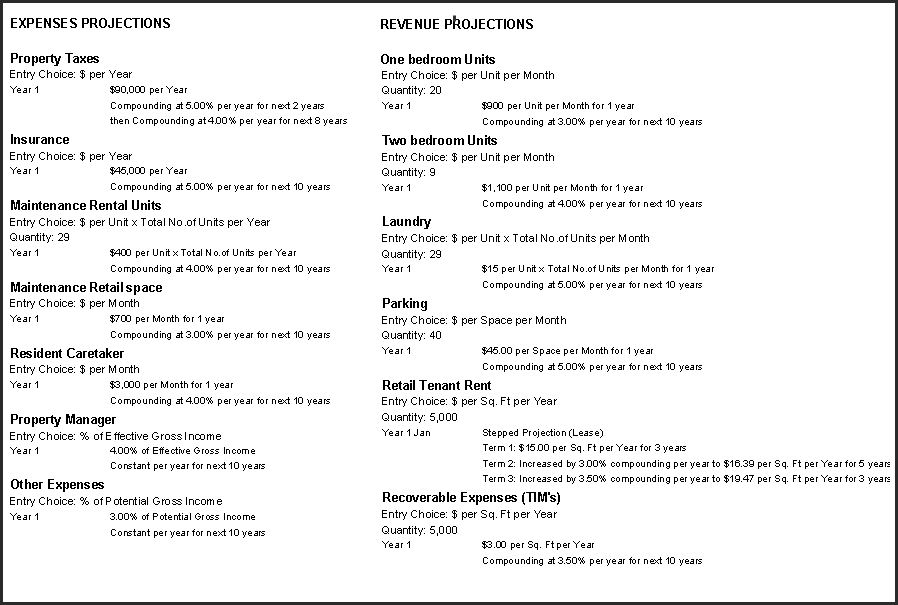 EXPENSES PROJECTIONS
Property Taxes
Entry Choice: $ per Year
Year 1 $90,000 per Year
Compounding at 5.00% per year for next 2 years
then Compounding at 4.00% per year for next 8 years
Insurance
Entry Choice: $ per Year
Year 1 $45,000 per Year
Compounding at 5.00% per year for next 10 years
Maintenance Rental Units
Entry Choice: $ per Unit x Total No.of Units per Year
Quantity: 29
Year 1 $400 per Unit x Total No.of Units per Year
Compounding at 4.00% per year for next 10 years
Maintenance Retail space
Entry Choice: $ per Month
Year 1 $700 per Month for 1 year
Compounding at 3.00% per year for next 10 years
Resident Caretaker
Entry Choice: $ per Month
Year 1 $3,000 per Month for 1 year
Compounding at 4.00% per year for next 10 years
Property Manager
Entry Choice: % of Effective Gross Income
Year 1 4.00% of Effective Gross Income
Constant per year for next 10 years
Other Expenses
Entry Choice: % of Potential Gross Income
Year 1 3.00% of Potential Gross Income
Constant per year for next 10 years
REVENUE PROJECTIONS
One bedroom Units
Entry Choice: $ per Unit per Month
Quantity: 20
Year 1 $900 per Unit per Month for 1 year
Compounding at 3.00% per year for next 10 years
Two bedroom Units
Entry Choice: $ per Unit per Month
Quantity: 9
Year 1 $1,100 per Unit per Month for 1 year
Compounding at 4.00% per year for next 10 years
Laundry
Entry Choice: $ per Unit x Total No.of Units per Month
Quantity: 29
Year 1 $15 per Unit x Total No.of Units per Month for 1 year
Compounding at 5.00% per year for next 10 years
Parking
Entry Choice: $ per Space per Month
Quantity: 40
Year 1 $45.00 per Space per Month for 1 year
Compounding at 5.00% per year for next 10 years
Retail Tenant Rent
Entry Choice: $ per Sq. Ft per Year
Quantity: 5,000
Year 1 Jan Stepped Projection (Lease)
Term 1: $15.00 per Sq. Ft per Year for 3 years
Term 2: Increased by 3.00% compounding per year to $16.39 per Sq. Ft per Year for 5 years
Term 3: Increased by 3.50% compounding per year to $19.47 per Sq. Ft per Year for 3 years
Recoverable Expenses (TIM's)
Entry Choice: $ per Sq. Ft per Year
Quantity: 5,000
Year 1 $3.00 per Sq. Ft per Year
Compounding at 3.50% per year for next 10 years